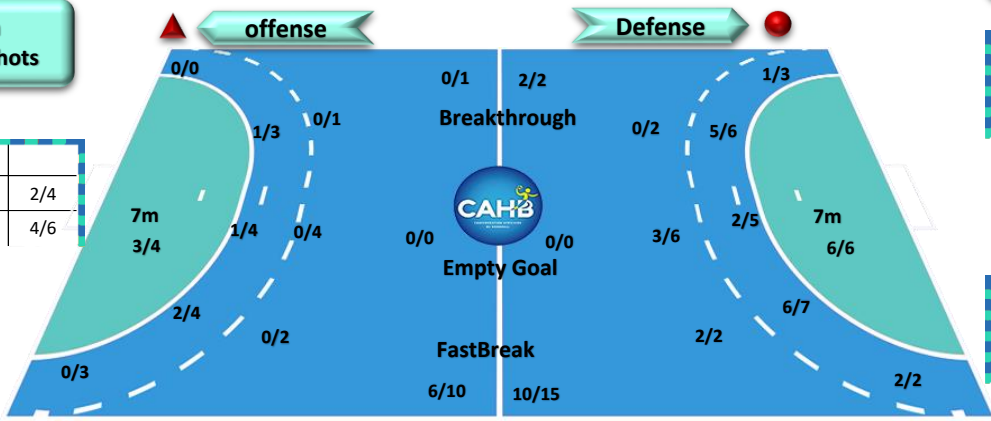 offense
Defense
hots
0/0
0/1
2/2
1/3
Breakthrough
1/3
0/1
0/2
5/6
2/4
4/6
7m
3/4
1/4
0/4
CAHB
0/0
0/0
3/6
2/5
7m
6/6
Empty Goal
2/4
0/2
6/7
2/2
FastBreak
0/3
6/10
10/15
2/2